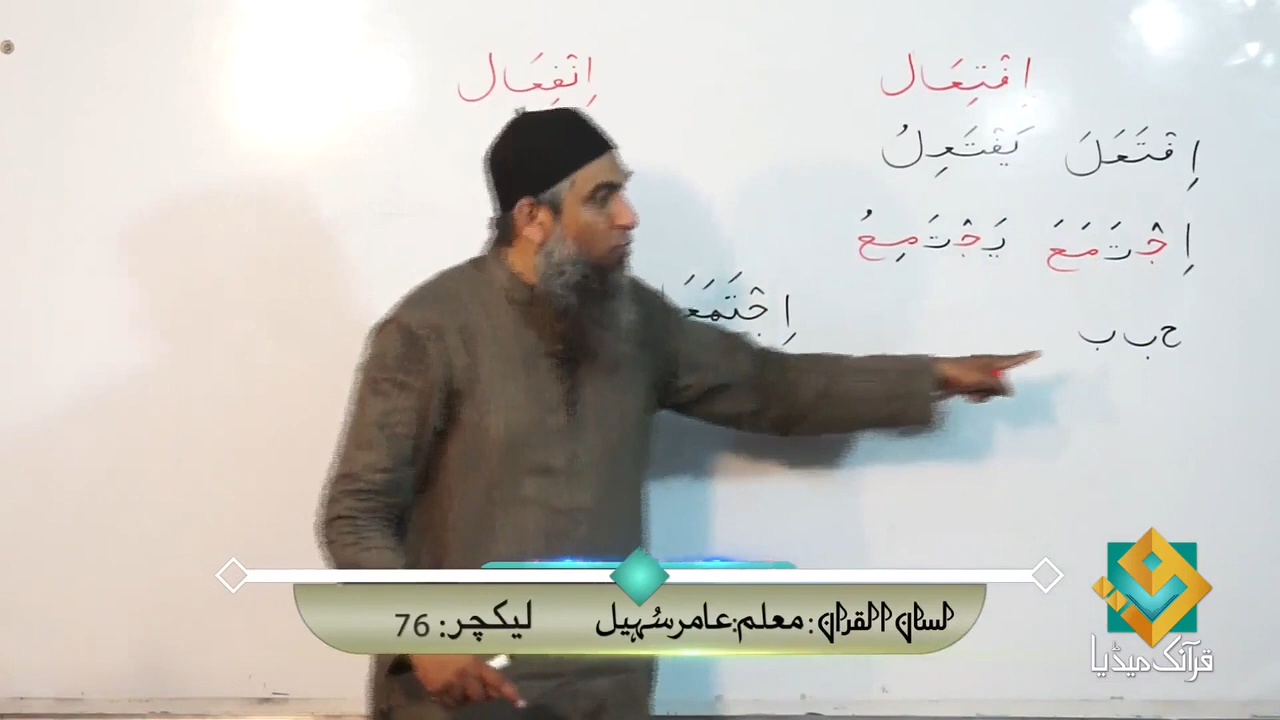 اِفْتِعَال
اِنْفِعَال
اِفْتَعَلَ يَفْتَعِلُ
اِجْتَمَعَ يَجْتَمِعُ
اِجْتَمَعَ
ح ب ب
لسان القرآن : معلم: عامر سُہیل
لیکچر: 76
قرآنک میڈیا